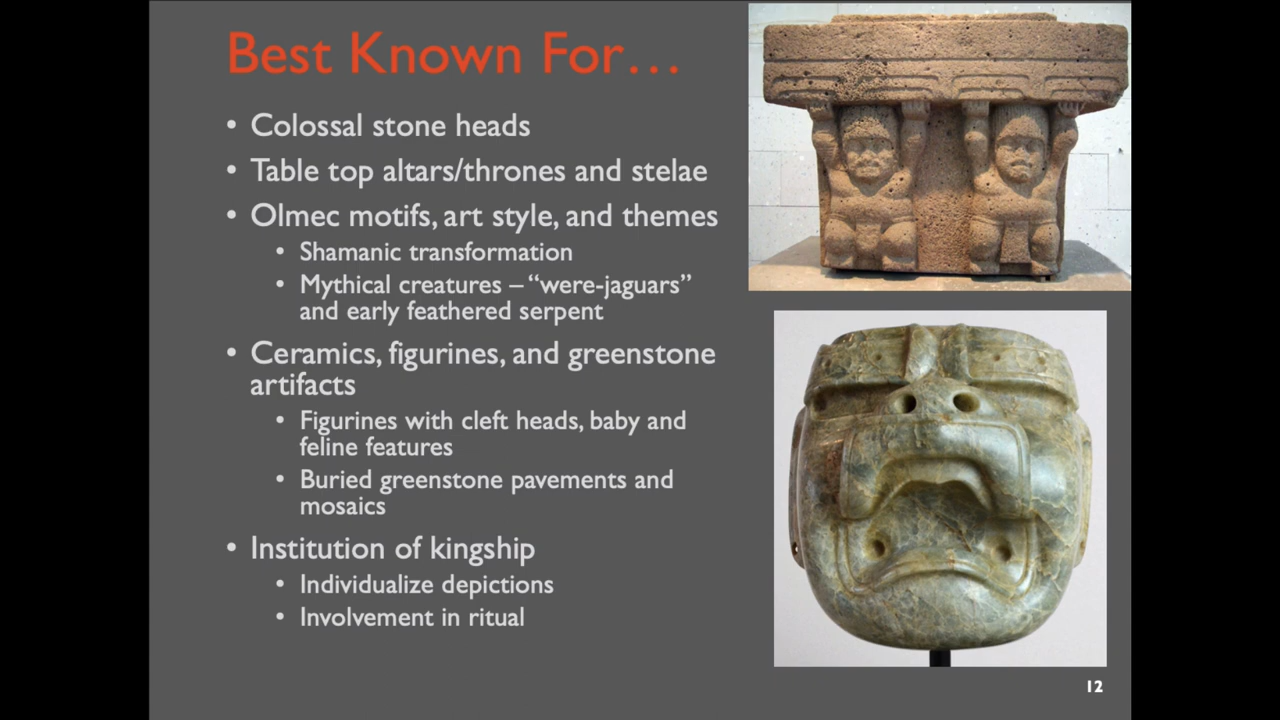 Best Known For…
• Colossal stone heads
• Table top altars/thrones and stelae
• Olmec motifs, art style, and themes
• Shamanic transformation
• Mythical creatures – “were-jaguars”
and early feathered serpent
• Ceramics, figurines, and greenstone
artifacts
• Figurines with cleft heads, baby and
feline features
• Buried greenstone pavements and
mosaics
• Institution of kingship
• Individualize depictions
• Involvement in ritual
12